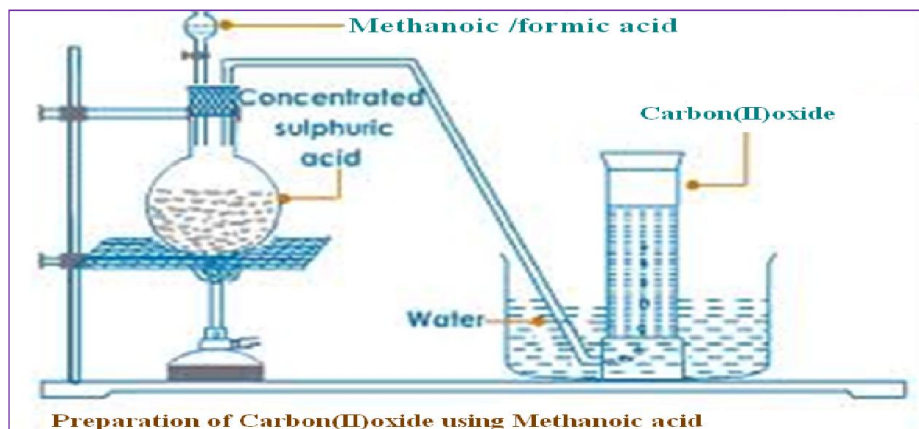 Methanoic /formic acid
Concentrated
sulphuric
acid
Carbon(II)oxide
Water
Preparation of Carbon(II)oxide using Methanoic acid